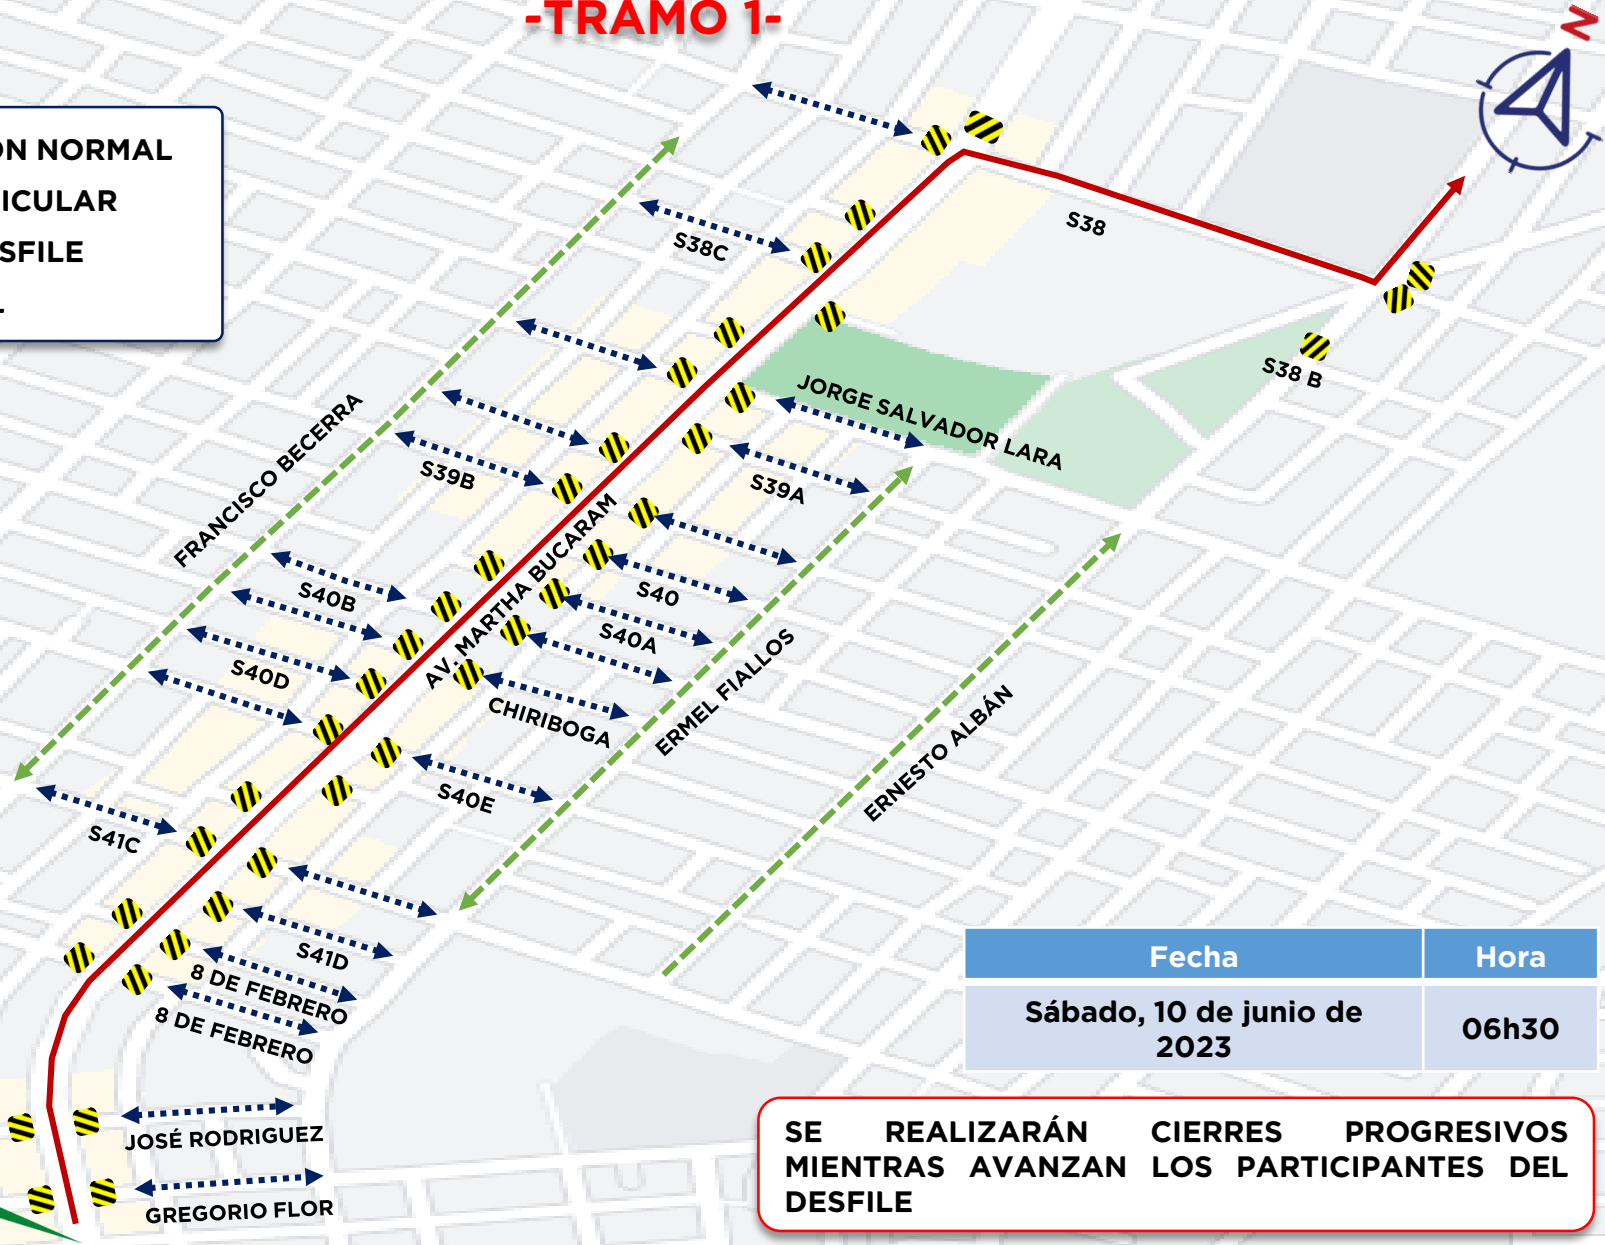 -TRAMO 1-
N
NORMAL
DESFILE
S38
S38C
S38 B
JORGE SALVADOR LARA
FRANCISCO BECERRA
S39B
S39A
AV. MARTHA BUCARAM
S40B
S40
S40A
S40D
CHIRIBOGA
ERMEL FIALLOS
ERNESTO ALBÁN
S40E
S41C
S41D
8 DE FEBRERO
8 DE FEBRERO
JOSÉ RODRIGUEZ
GREGORIO FLOR
Fecha Hora
Sábado, 10 de junio de
2023
06h30
SE REALIZARÁN CIERRES PROGRESIVOS
MIENTRAS AVANZAN LOS PARTICIPANTES DEL
DESFILE